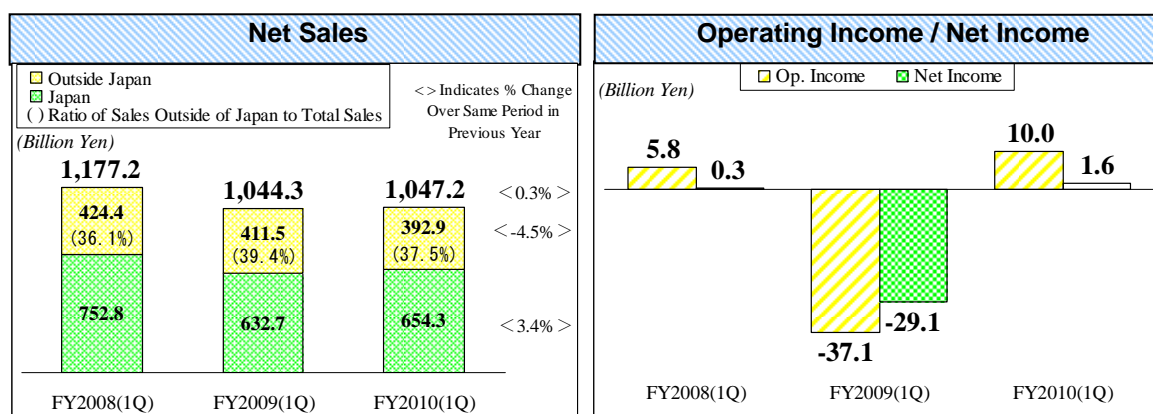 Net Sales
Outside Japan
Japan
( ) Ratio of Sales Outside of Japan to Total Sales
<> Indicates % Change
Over Same Period in
Previous Year
(Billion Yen)
1,177.2
1,044.3
1,047.2
< 0.3% >
424.4
(36.1%)
411.5
(39.4%)
392.9
(37.5%)
< -4.5% >
752.8
632.7
654.3
< 3.4% >
FY2008(1Q)
FY2009(1Q)
FY2010(1Q)
Operating Income / Net Income
Op. Income
Net Income
(Billion Yen)
5.8
0.3
10.0
1.6
-29.1
-37.1
FY2008(1Q)
FY2009(1Q)
FY2010(1Q)